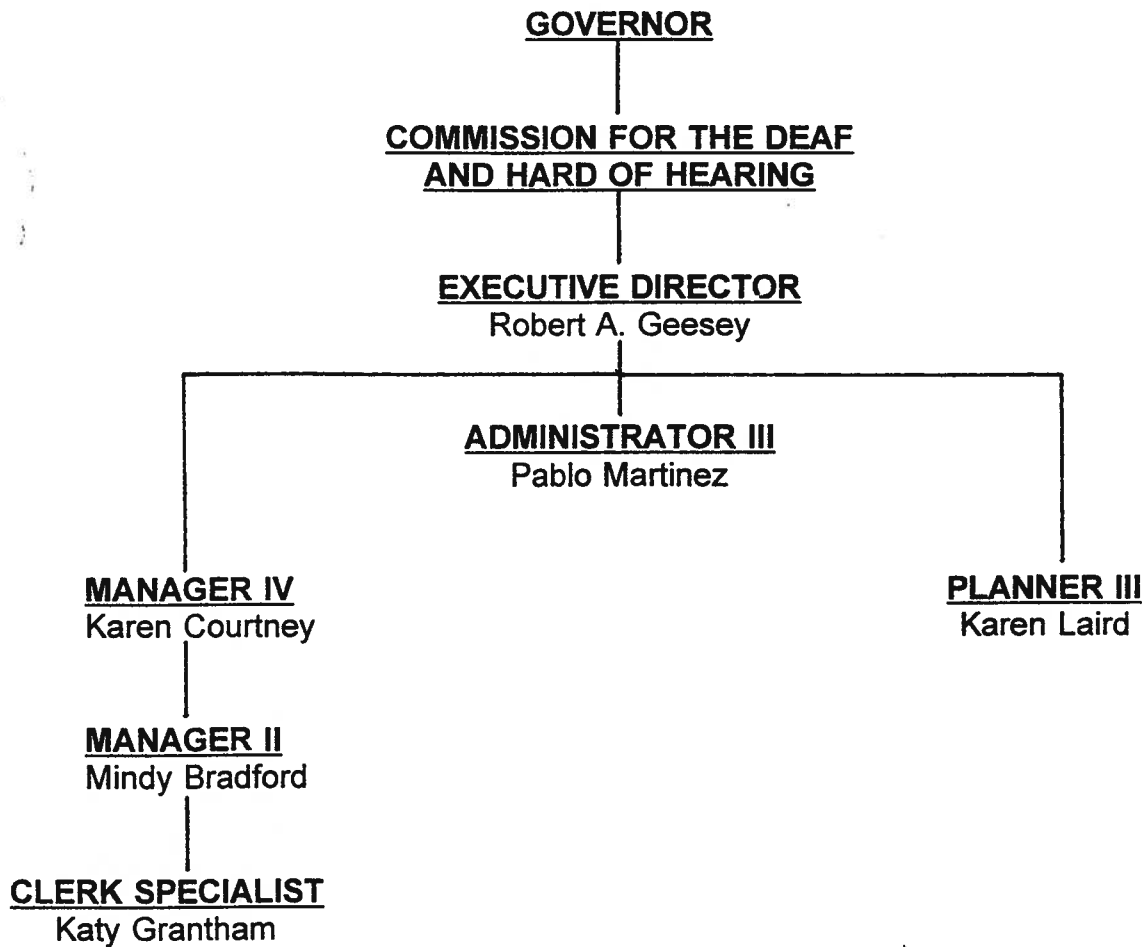 GOVERNOR
COMMISSION FOR THE DEAF
AND HARD OF HEARING
EXECUTIVE DIRECTOR
Robert A. Geesey
ADMINISTRATOR III
Pablo Martinez
MANAGER IV
Karen Courtney
PLANNER III
Karen Laird
MANAGER II
Mindy Bradford
CLERK SPECIALIST
Katy Grantham